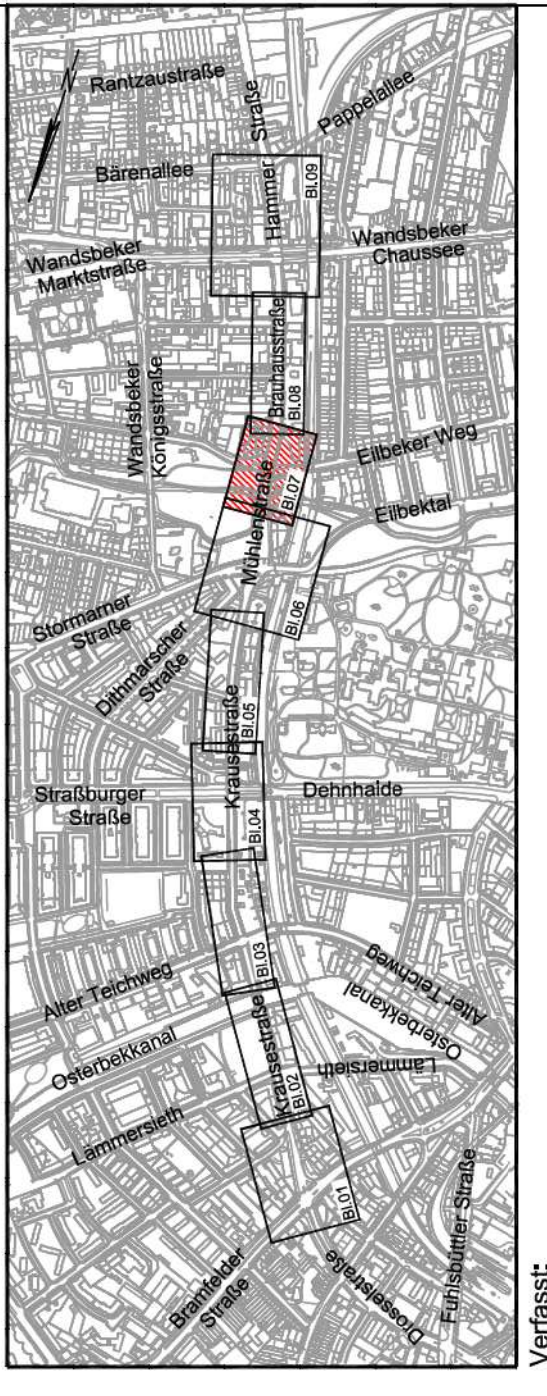 Bramfelder
Straße
Drosselstraße
Fuhlsbüttler Straße
Bl.01
Lämmersieth
Krausestraße
Bl.02
Lämmersieth
Osterbekkanal
Osterbekkanal
Alter Teichweg
Bl.03
Alter Teichweg
Straßburger
Straße
Krausestraße
Bl.04
Dehnhaide
Bl.05
Dithmarscher
Straße
Stormarner
Straße
Bl.06
Mühlenstraße
Bl.07
Eilbektal
Eilbeker Weg
Wandsbeker
Königsstraße
Brauhausstraße
Bl.08
Wandsbeker
Marktstraße
Hammer
Straße
Bl.09
Wandsbeker
Chaussee
Bärenallee
Pappelallee
Rantzaustraße
N
Verfasst: